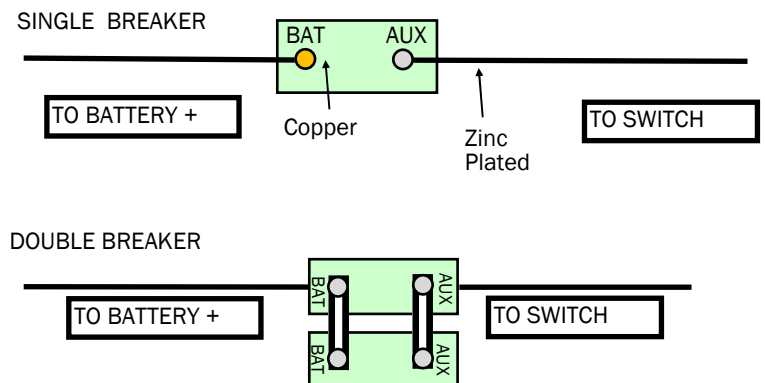 SINGLE BREAKER
BAT AUX
TO BATTERY +
Copper
Zinc
Plated
TO SWITCH
DOUBLE BREAKER
BAT AUX
TO BATTERY +
TO SWITCH
BAT AUX